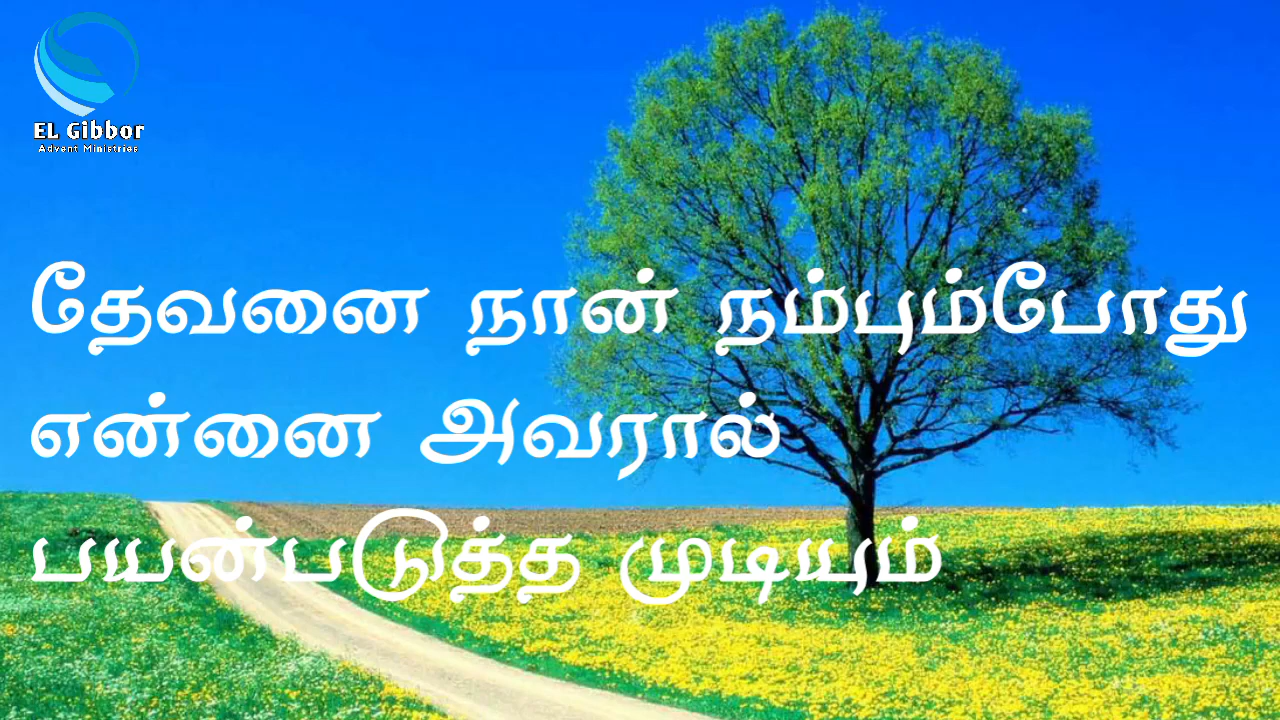 EL Gibbor
Advent Ministries
தேவனை நான் நம்பும்போது
என்னை அவரால்
பயன்படுத்த முடியும்